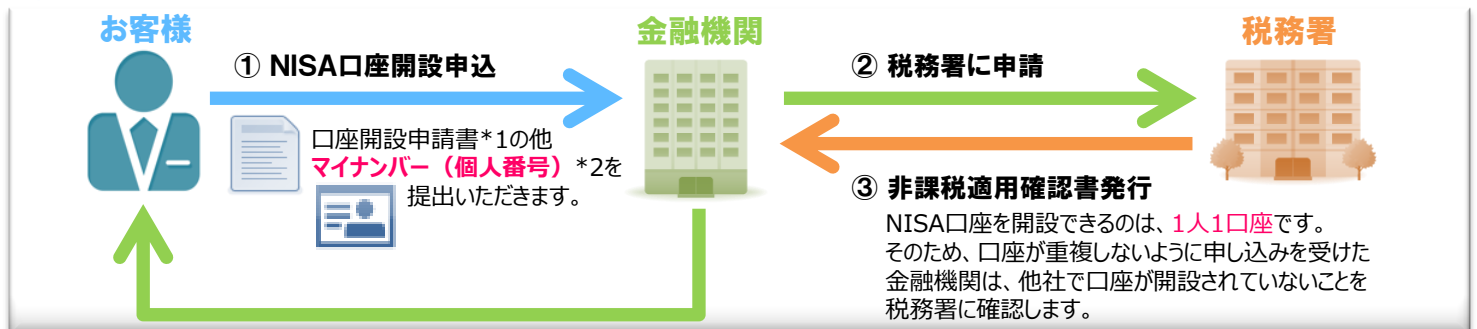 お客様
金融機関
税務署
① NISA口座開設申込
② 税務署に申請
口座開設申請書*1の他
マイナンバー（個人番号）*2を
提出いただきます。
③ 非課税適用確認書発行
NISA口座を開設できるのは、1人1口座です。
そのため、口座が重複しないように申し込みを受けた
金融機関は、他社で口座が開設されていないことを
税務署に確認します。